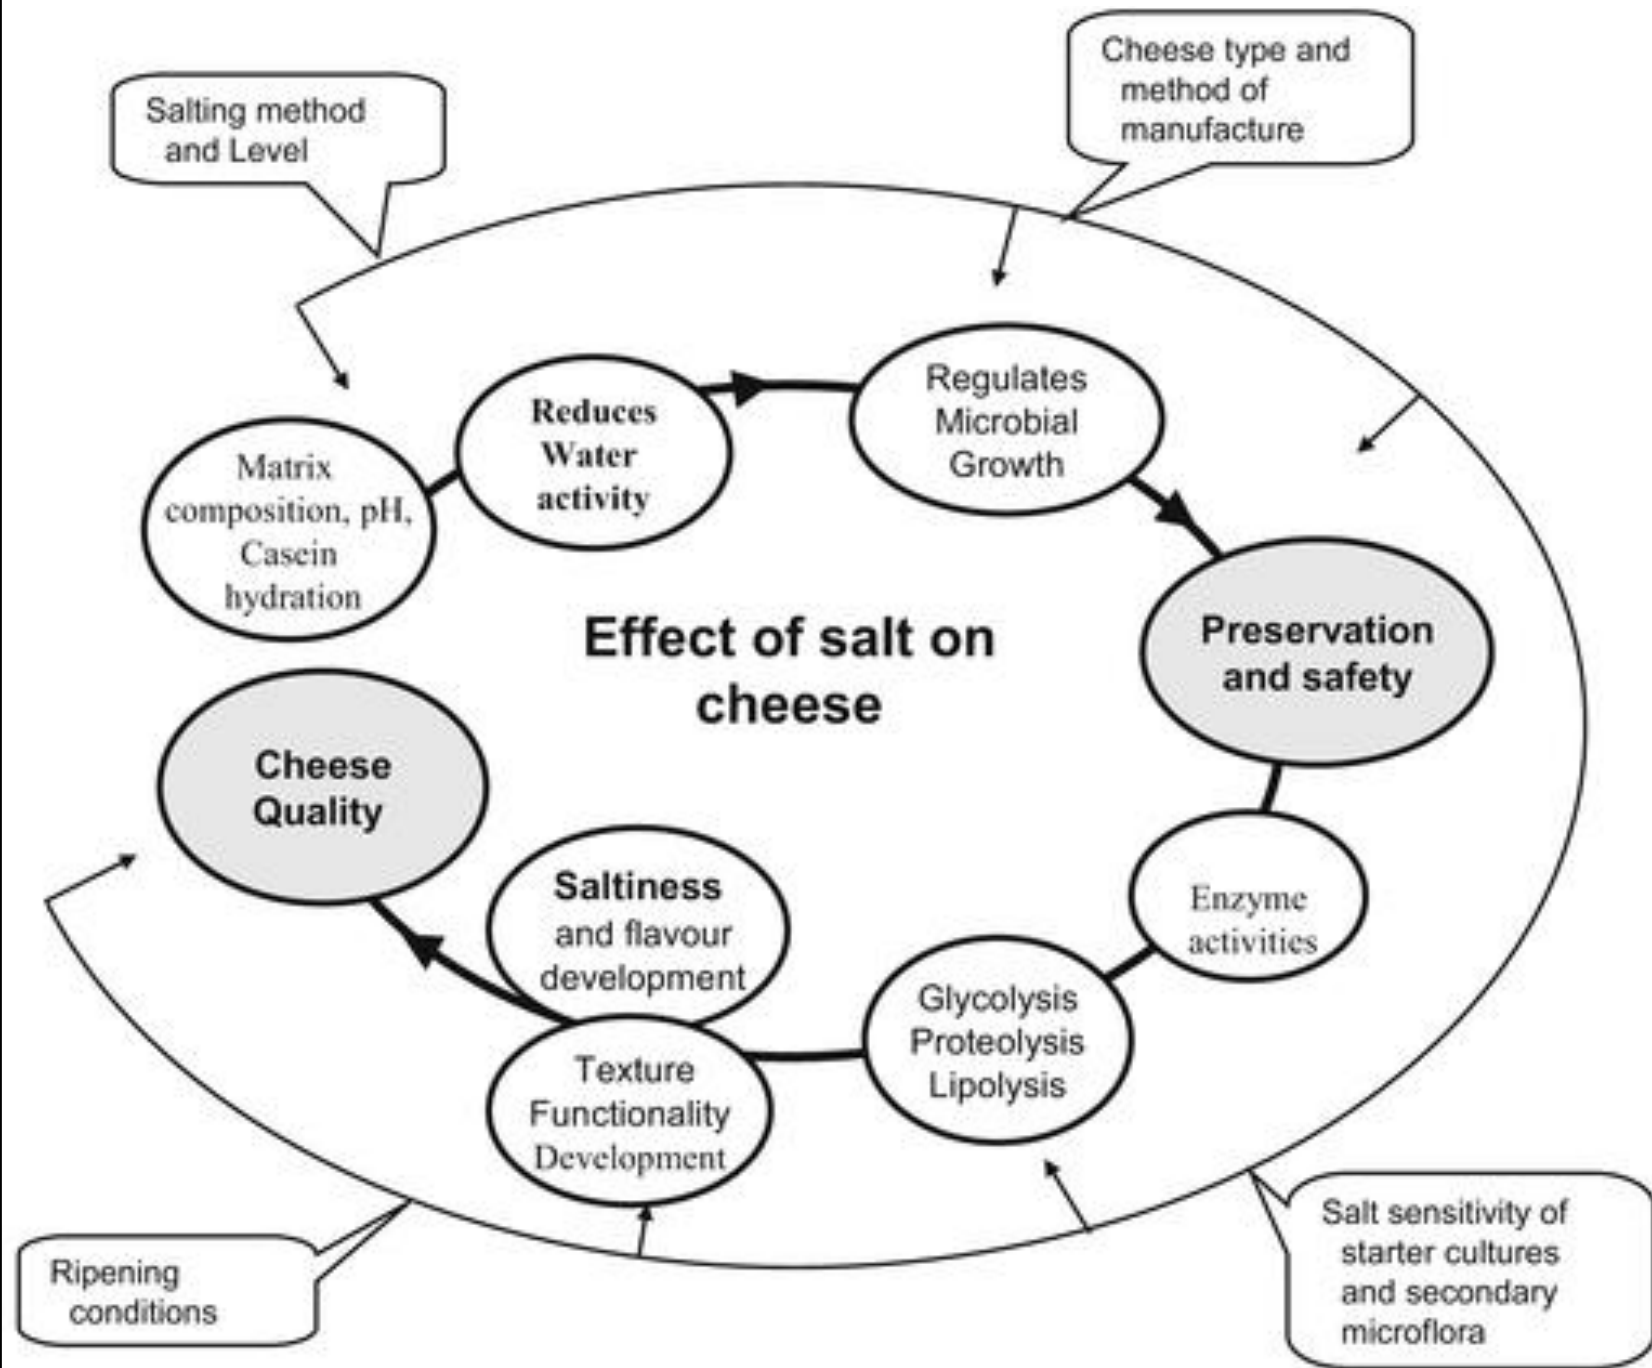 Salting method
and Level
Cheese type and
method of
manufacture
Matrix
composition, pH,
Casein
hydration
Reduces
Water
activity
Regulates
Microbial
Growth
Preservation
and safety
Effect of salt on
cheese
Cheese
Quality
Saltiness
and flavour
development
Enzyme
activities
Glycolysis
Proteolysis
Lipolysis
Texture
Functionality
Development
Ripening
conditions
Salt sensitivity of
starter cultures
and secondary
microflora